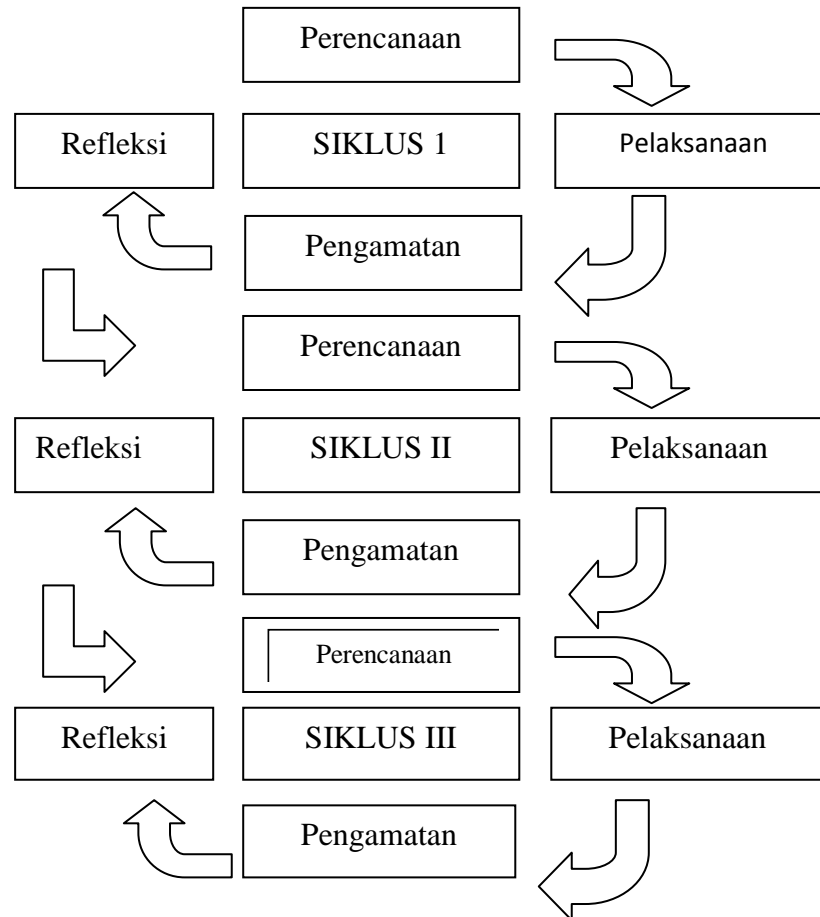 Perencanaan
Refleksi
SIKLUS 1
Pelaksanaan
Pengamatan
Perencanaan
Refleksi
SIKLUS II
Pelaksanaan
Pengamatan
Perencanaan
Refleksi
SIKLUS III
Pelaksanaan
Pengamatan